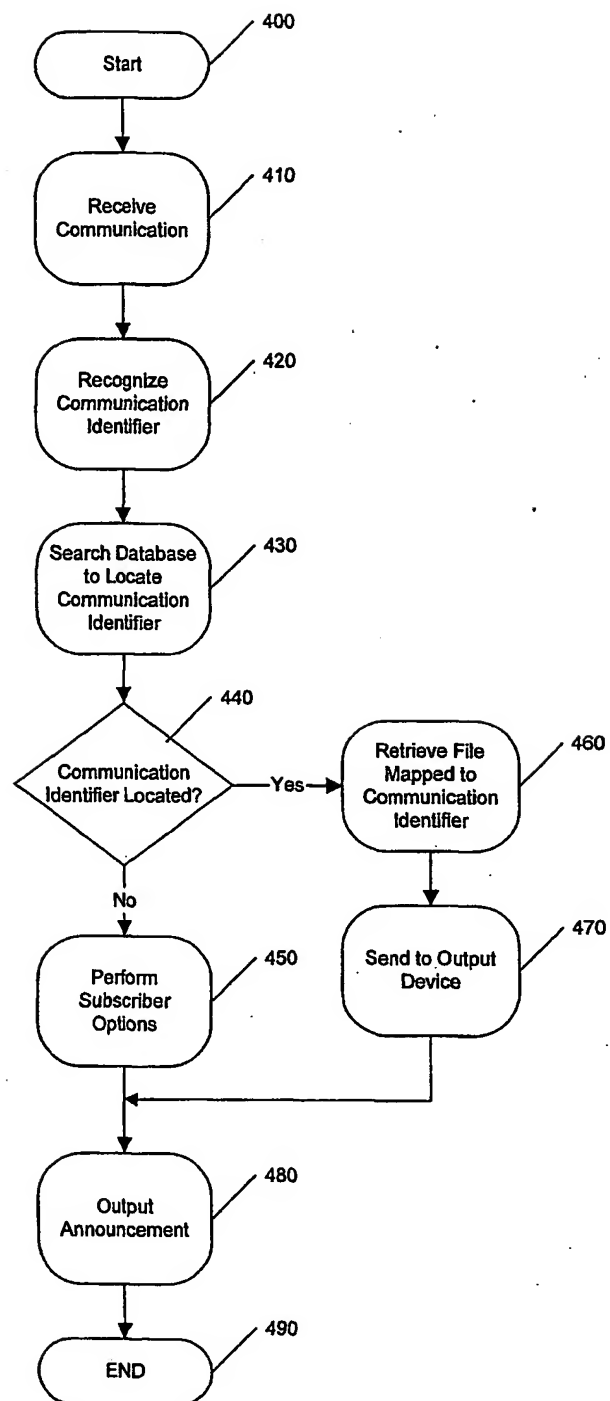 400
Start
410
Receive
Communication
420
Recognize
Communication
Identifier
430
Search Database
to Locate
Communication
Identifier
440
Communication
Identifier Located?
Yes
460
Retrieve File
Mapped to
Communication
Identifier
No
450
Perform
Subscriber
Options
470
Send to Output
Device
480
Output
Announcement
490
END